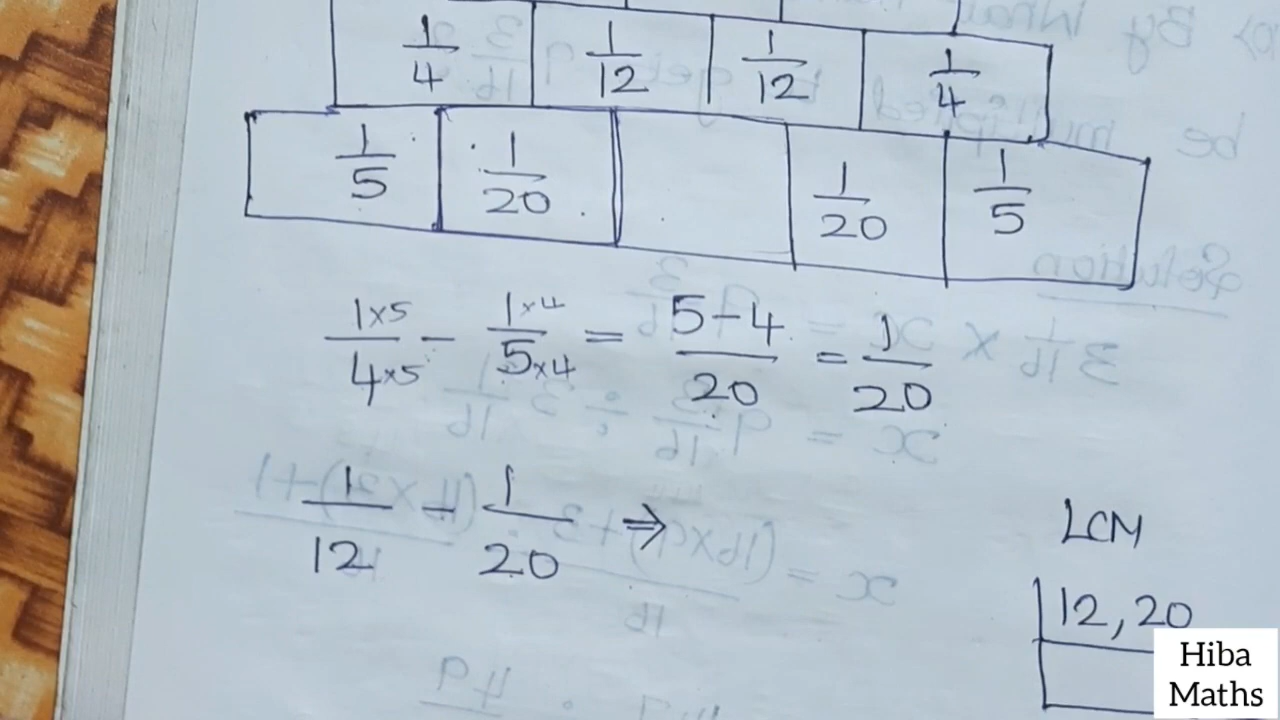 1/4 1/12 1/12 1/4
1/5 1/20 1/20 1/5
1×5/4×5 - 1×4/5×4 = 5-4/20 = 1/20
1/12 - 1/20 ⇒
LCM
12, 20
Hiba
Maths